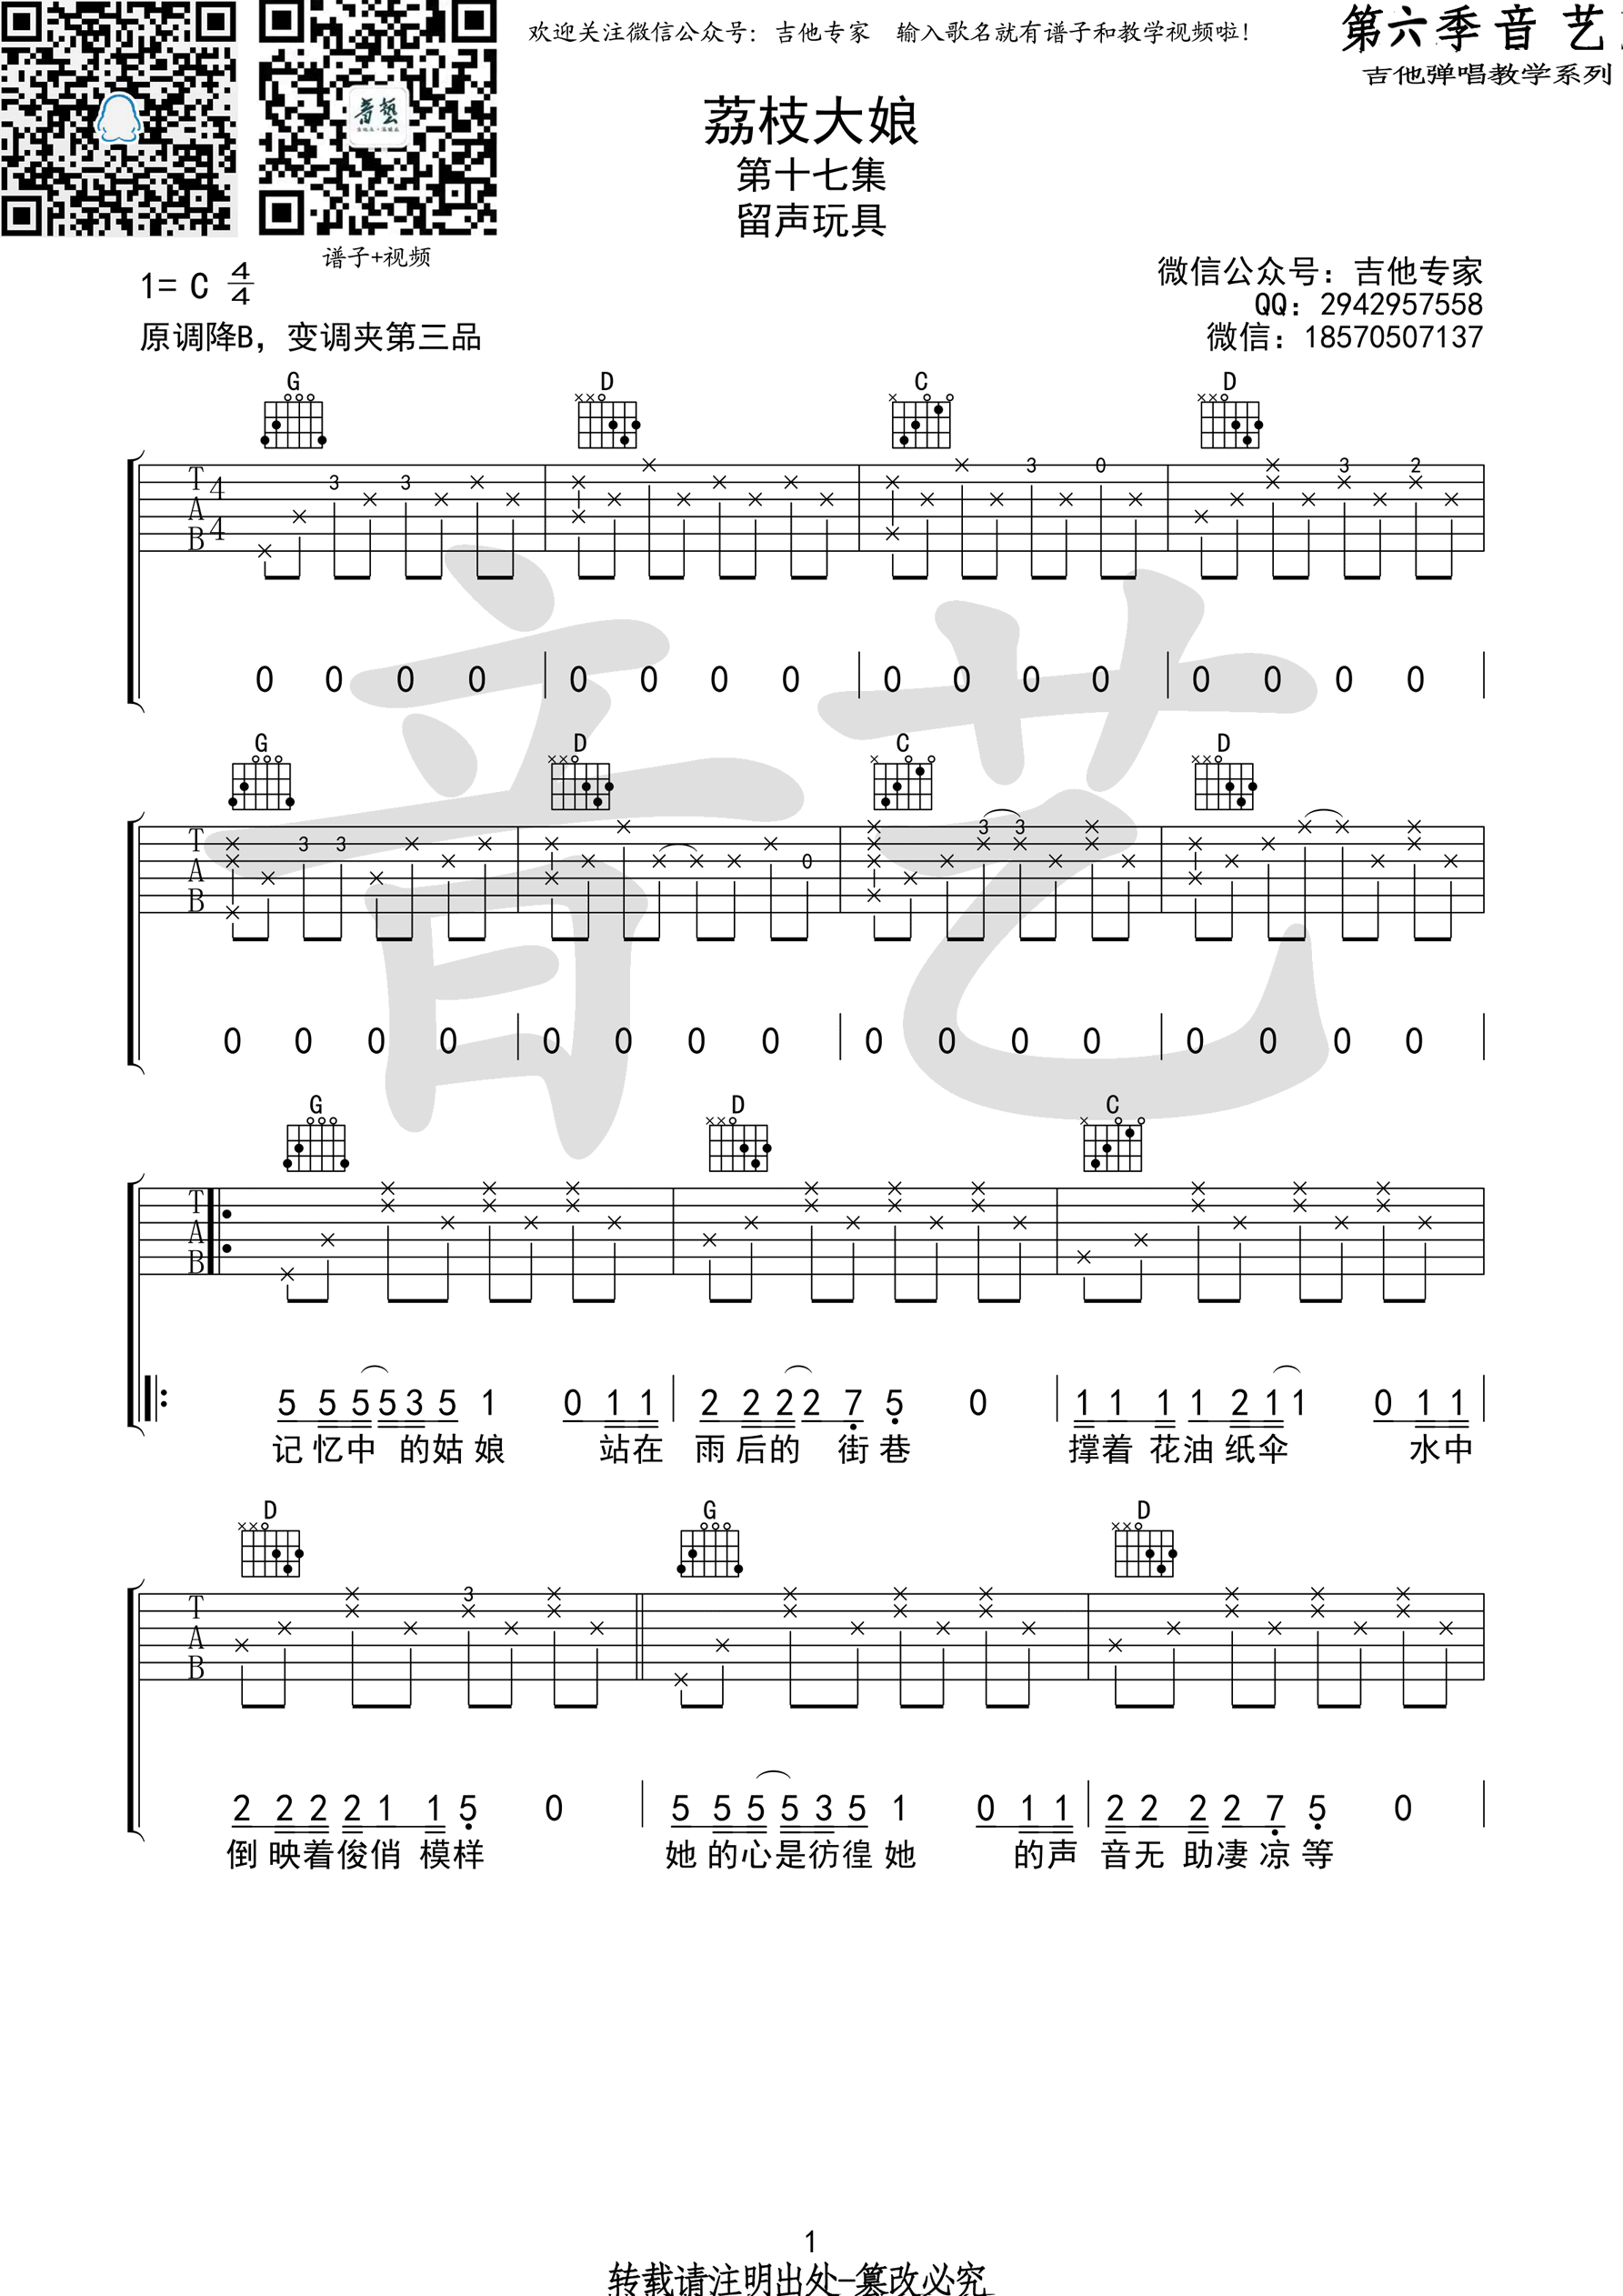 欢迎关注微信公众号：吉他专家 输入歌名就有谱子和教学视频啦！
第六季音艺
吉他弹唱教学系列
荔枝大娘
第十七集
留声玩具
谱子+视频
1= C 4/4
原调降B，变调夹第三品
微信公众号：吉他专家
QQ：2942957558
微信：18570507137
G D C D
T A B 4 4 3 3 3 0 3 2
0 0 0 0 0 0 0 0 0 0 0 0 0 0 0 0
G D C D
T A B 3 3 0 3 3
0 0 0 0 0 0 0 0 0 0 0 0 0 0 0 0
音艺
G D C
T A B
5 5 5 5 3 5 1 0 1 1 2 2 2 2 7 5 0 1 1 1 1 2 1 1 0 1 1
记忆中 的姑娘 站在 雨后的 街巷 撑着 花油纸伞 水中
D G D
T A B 3
2 2 2 2 1 1 5 0 5 5 5 5 3 5 1 0 1 1 2 2 2 2 7 5 0
倒映着俊俏 模样 她的心是彷徨她 的声 音无 助凄凉等
1
转载请注明出处-篡改必究